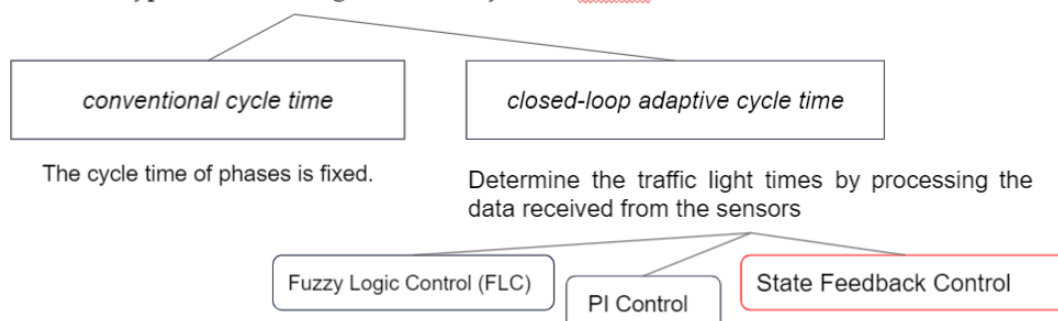 conventional cycle time
closed-loop adaptive cycle time
The cycle time of phases is fixed.
Determine the traffic light times by processing the
data received from the sensors
Fuzzy Logic Control (FLC)
PI Control
State Feedback Control